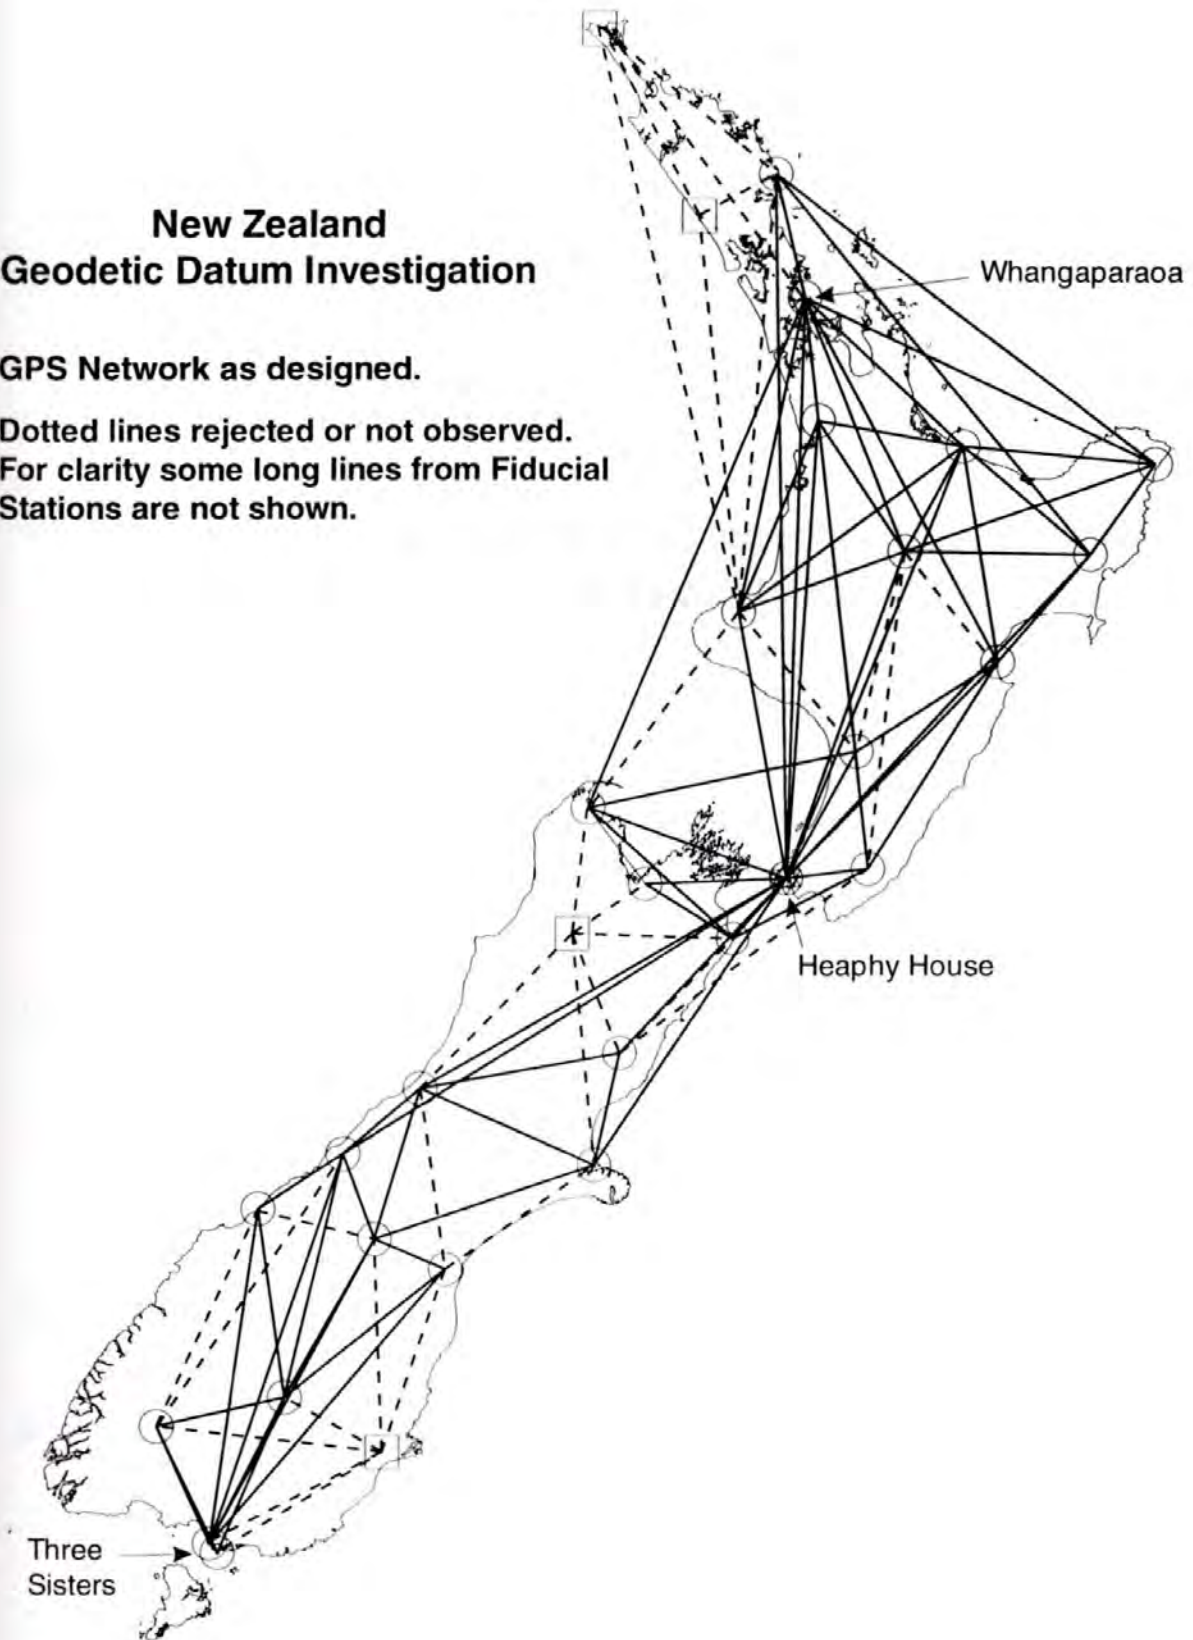 New Zealand
Geodetic Datum Investigation
GPS Network as designed.
Dotted lines rejected or not observed.
For clarity some long lines from Fiducial
Stations are not shown.
Whangaparaoa
Heaphy House
Three
Sisters